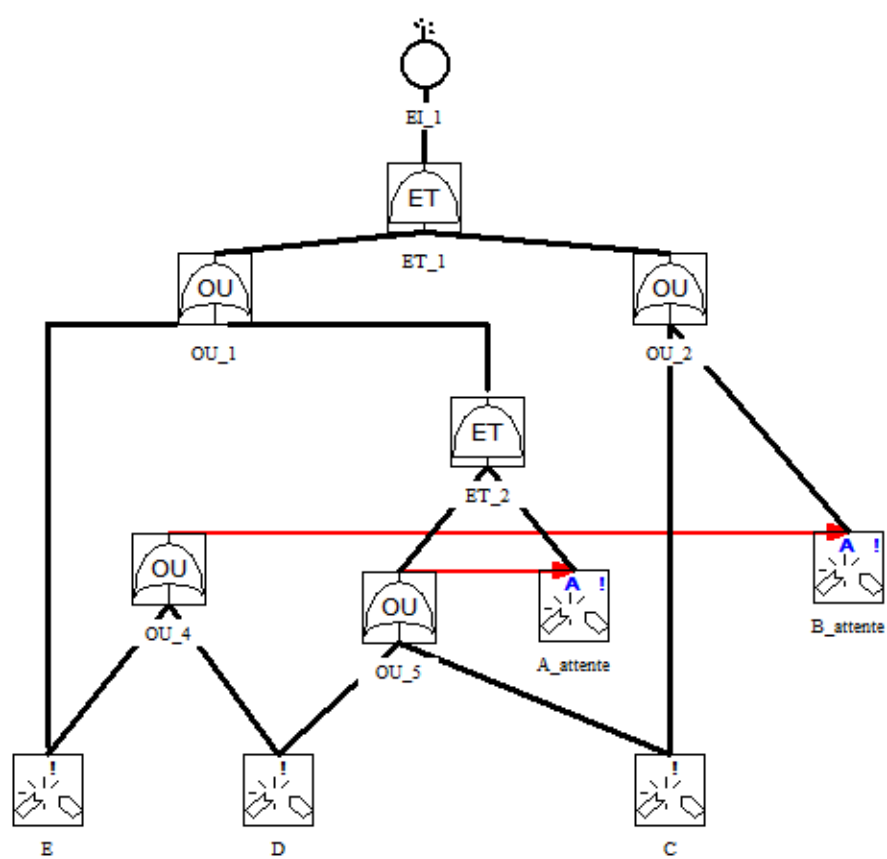 EI_1
ET
ET_1
OU
OU
OU_1
OU_2
ET
ET_2
OU
A !
OU
A !
OU_4
OU_5
A_attente
B_attente
!
!
!
E
D
C